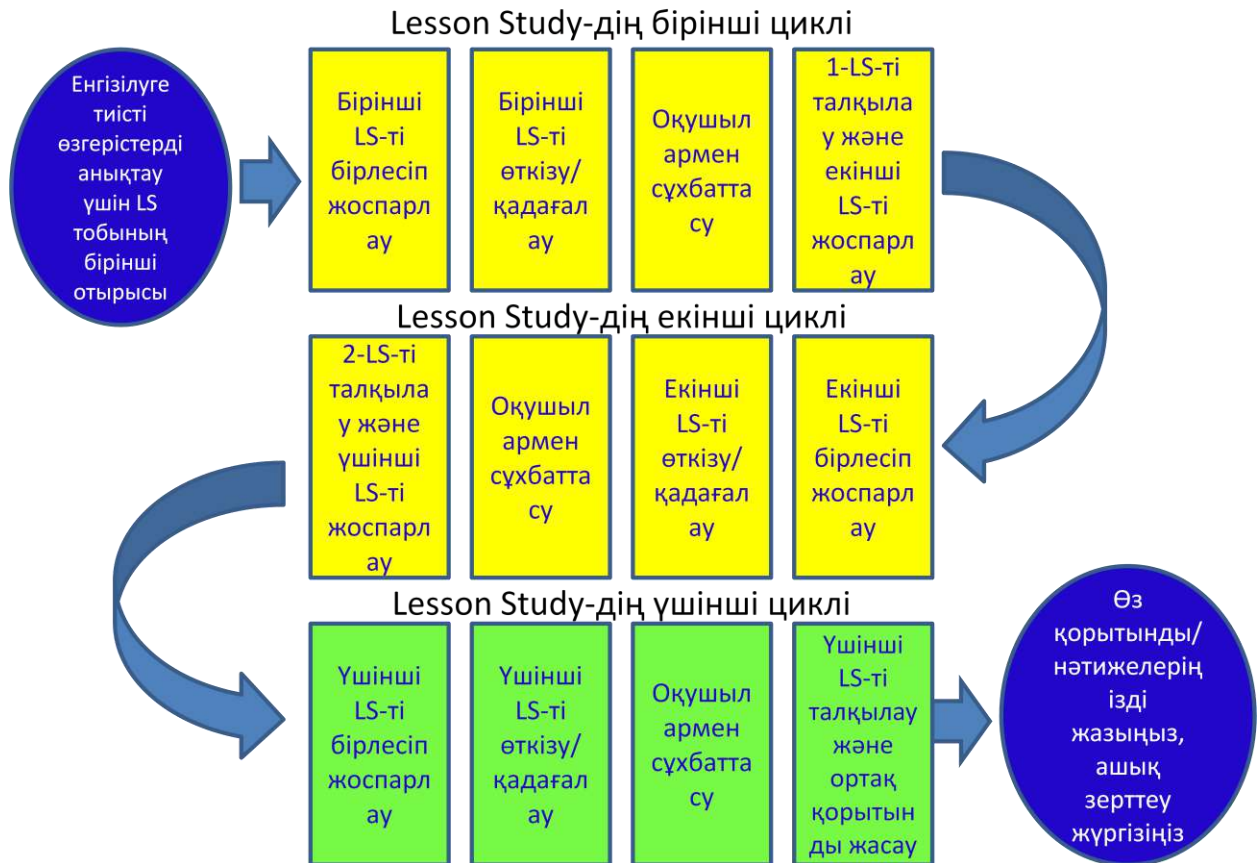 Lesson Study-дің бірінші циклі
Енгізілуге
тиісті
өзгерістерді
анықтау
үшін LS
тобының
бірінші
отырысы
Бірінші
LS-ті
бірлесіп
жоспарл
ау
Бірінші
LS-ті
өткізу/
қадағал
ау
Оқушыл
армен
сұхбатта
су
1-LS-ті
талқыла
у және
екінші
LS-ті
жоспарл
ау
Lesson Study-дің екінші циклі
2-LS-ті
талқыла
у және
үшінші
LS-ті
жоспарл
ау
Оқушыл
армен
сұхбатта
су
Екінші
LS-ті
өткізу/
қадағал
ау
Екінші
LS-ті
бірлесіп
жоспарл
ау
Lesson Study-дің үшінші циклі
Үшінші
LS-ті
бірлесіп
жоспарл
ау
Үшінші
LS-ті
өткізу/
қадағал
ау
Оқушыл
армен
сұхбатта
су
Үшінші
LS-ті
талқылау
және
ортақ
қорытын
ды жасау
Өз
қорытынды/
нәтижелерің
ізді
жазыңыз,
ашық
зерттеу
жүргізіңіз